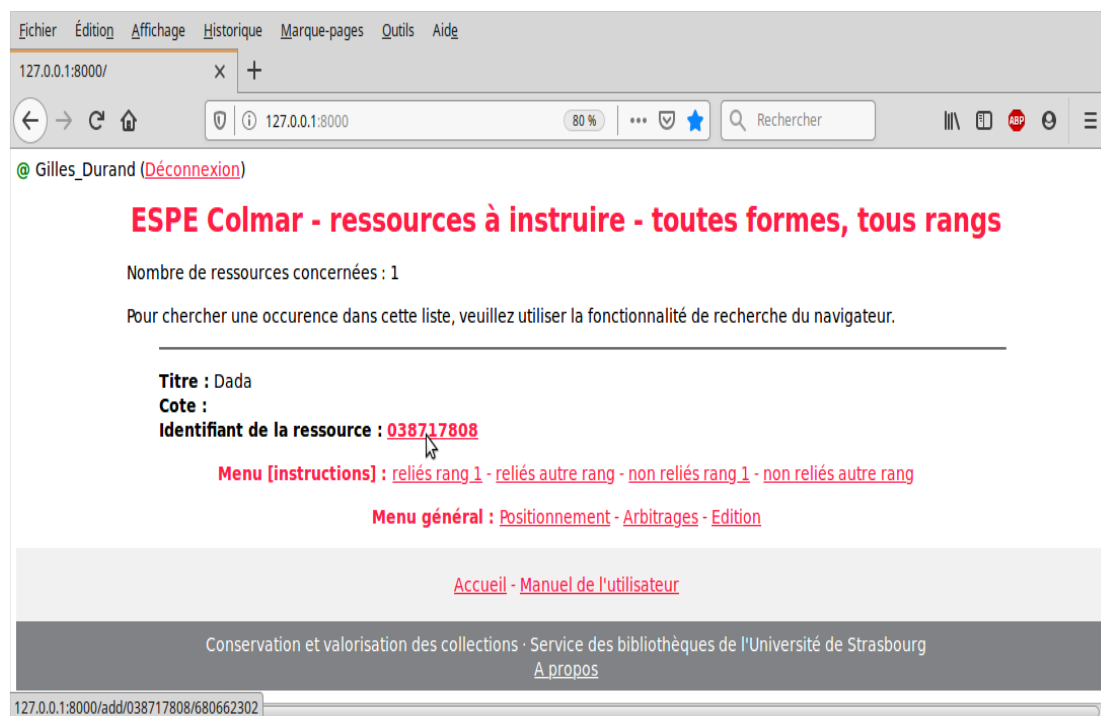 Fichier Édition Affichage Historique Marque-pages Outils Aide
127.0.0.1:8000/
127.0.0.1:8000 80 % Rechercher ABP
@ Gilles_Durand (Déconnexion)
ESPE Colmar - ressources à instruire - toutes formes, tous rangs
Nombre de ressources concernées : 1
Pour chercher une occurence dans cette liste, veuillez utiliser la fonctionnalité de recherche du navigateur.
Titre : Dada
Cote :
Identifiant de la ressource : 038717808
Menu [instructions] : reliés rang 1 - reliés autre rang - non reliés rang 1 - non reliés autre rang
Menu général : Positionnement - Arbitrages - Edition
Accueil - Manuel de l'utilisateur
Conservation et valorisation des collections · Service des bibliothèques de l'Université de Strasbourg
A propos
127.0.0.1:8000/add/038717808/680662302